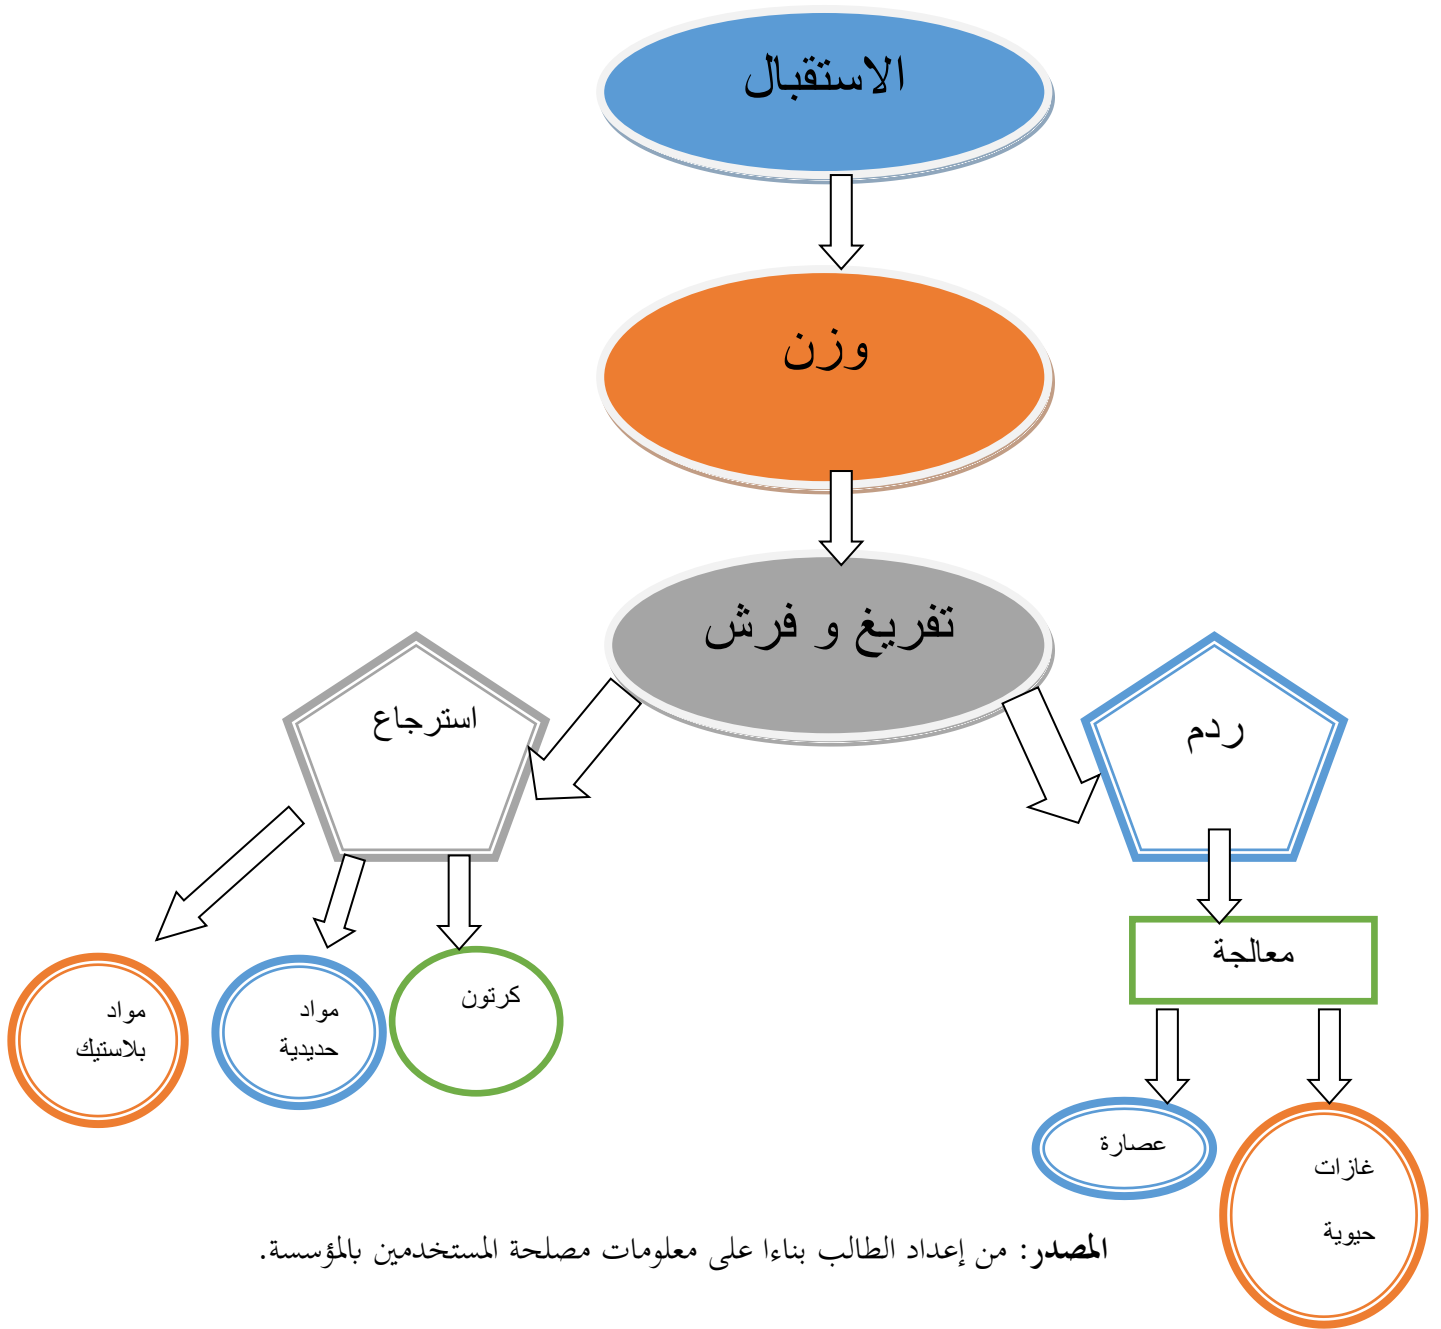 الاستقبال
وزن
تفريغ و فرش
ردم
استرجاع
معالجة
كرتون
مواد
حديدية
مواد
بلاستيك
عصارة
غازات
حيوية
المصدر: من إعداد الطالب بناءا على معلومات مصلحة المستخدمين بالمؤسسة.